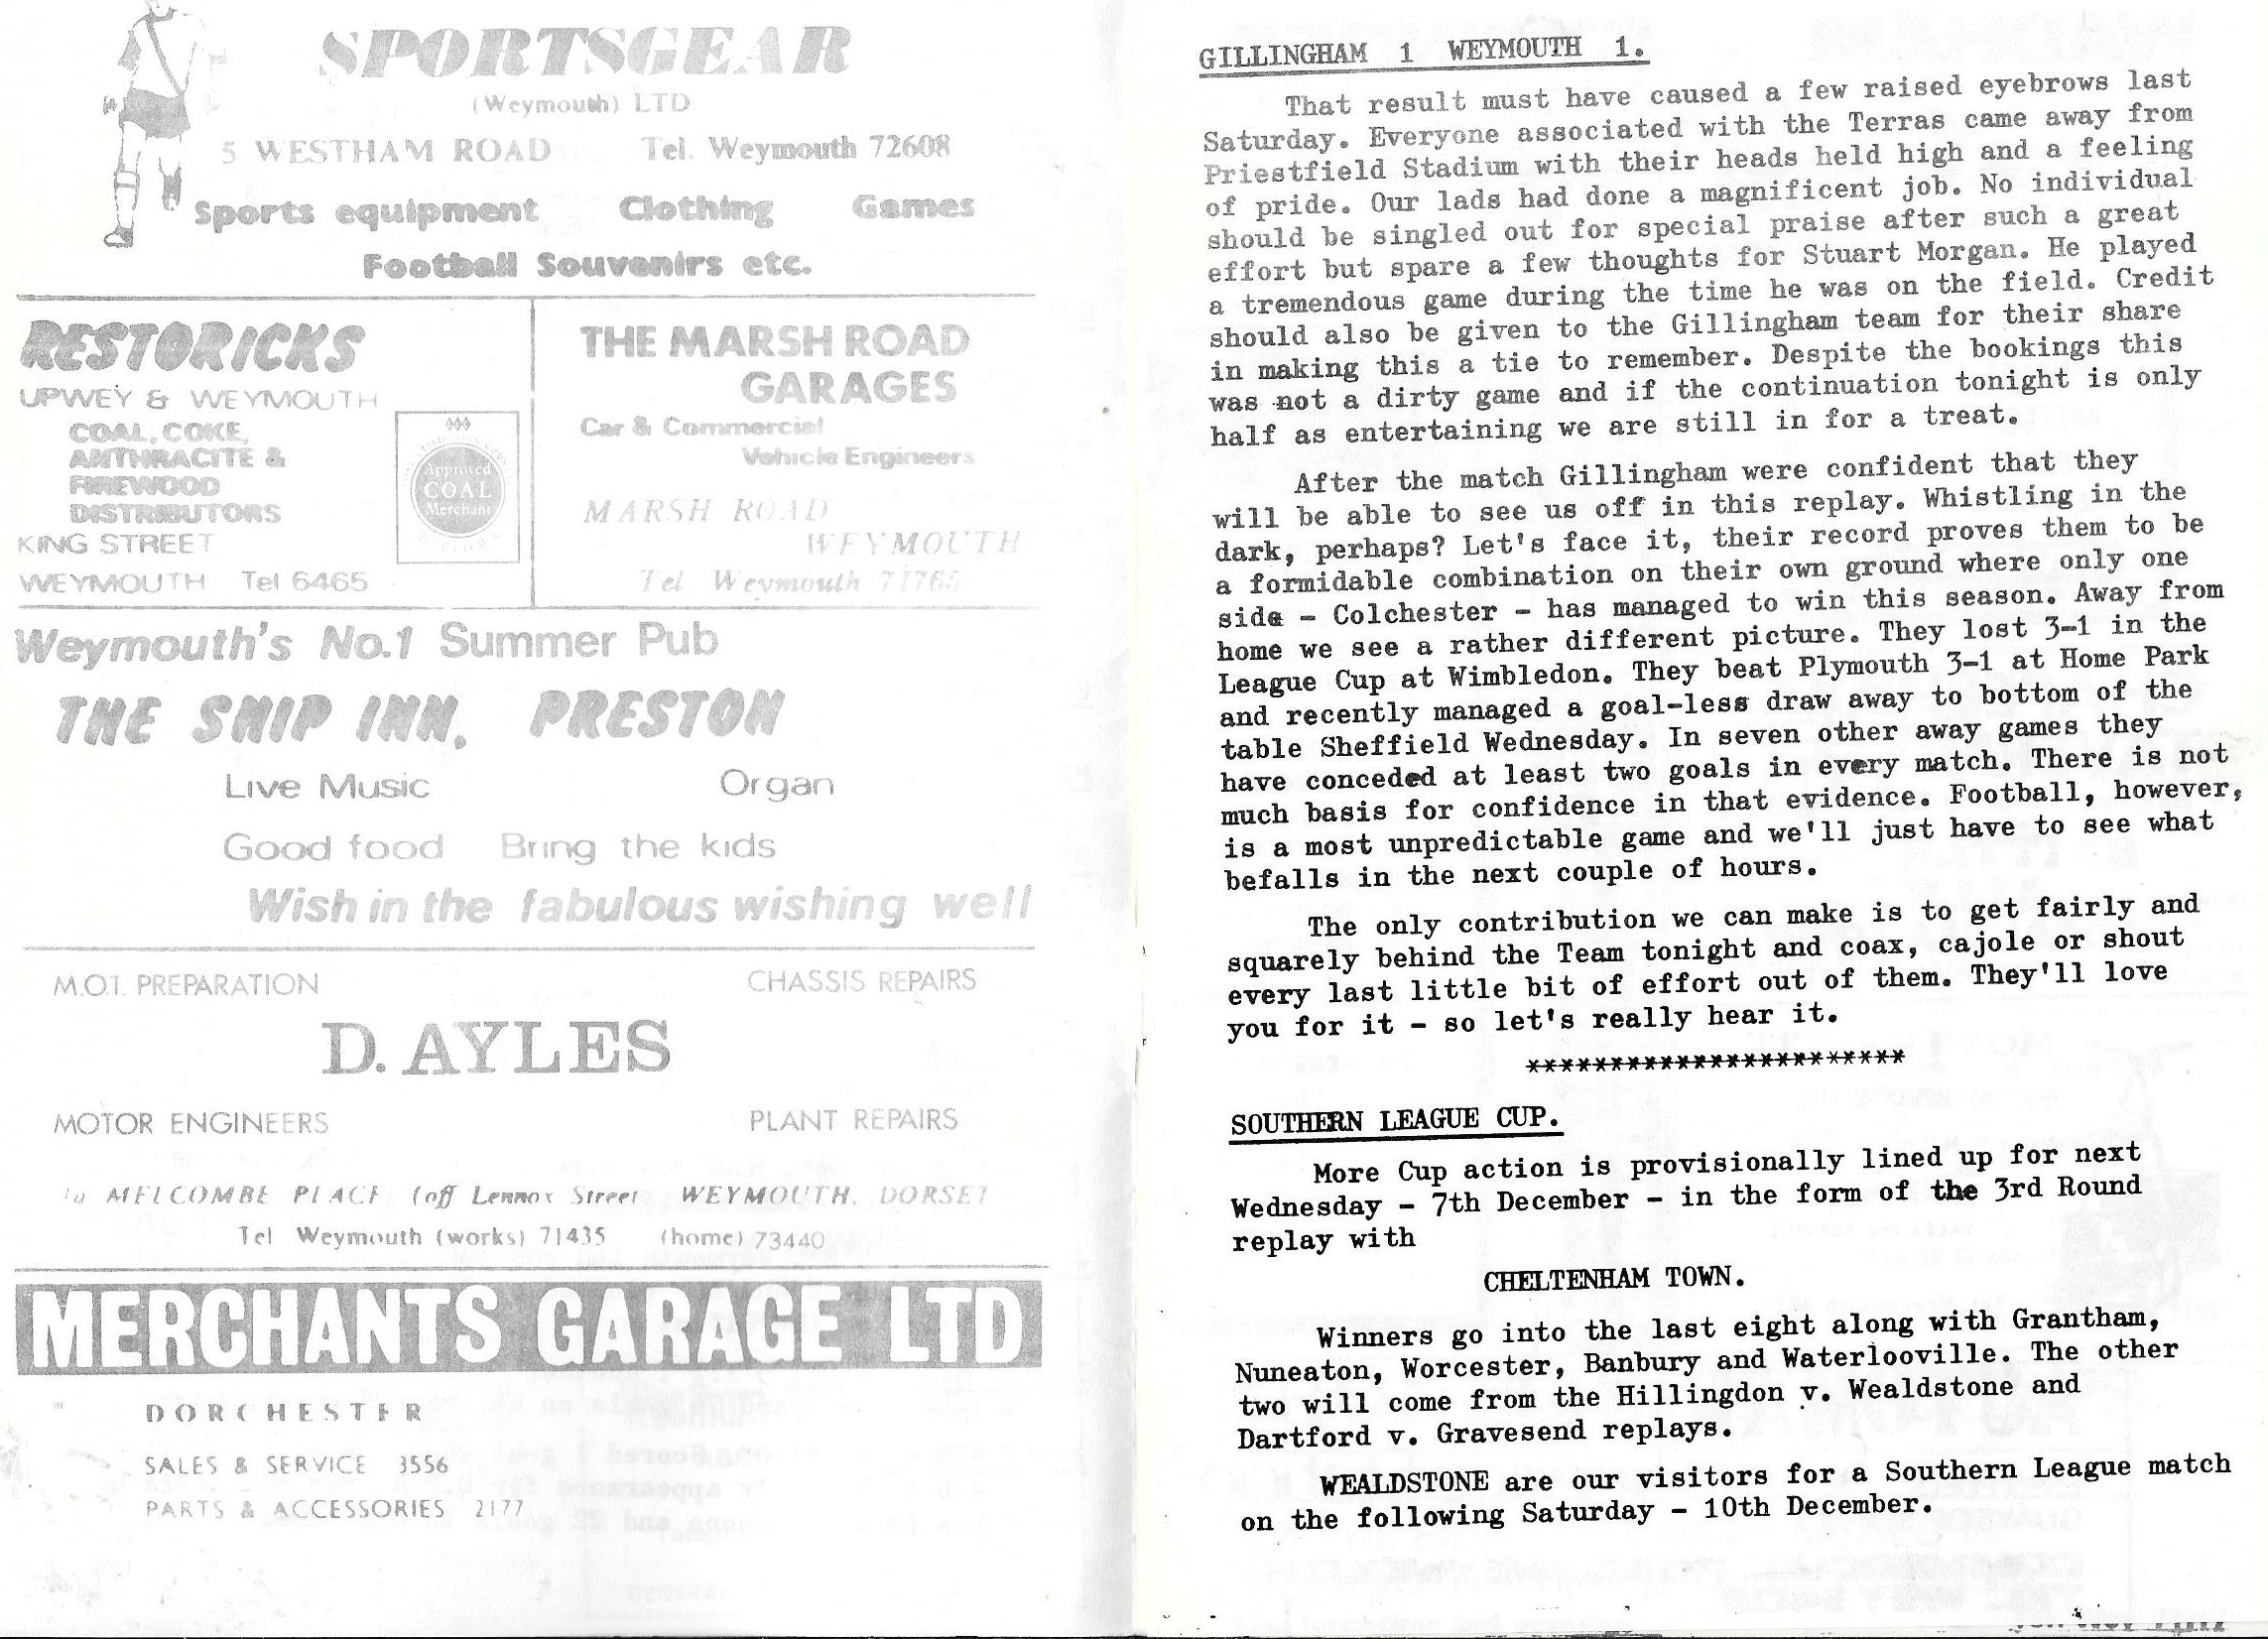 SPORTSGEAR
(Weymouth) LTD
5 WESTHAM ROAD Tel. Weymouth 72608
Sports equipment Clothing Games
Football Souvenirs etc.
RESTORICKS
UPWEY & WEYMOUTH
COAL, COKE,
ANTHRACITE &
FIREWOOD
DISTRIBUTORS
KING STREET
WEYMOUTH Tel 6465
Approved
COAL
Merchant
THE MARSH ROAD
GARAGES
Car & Commercial
Vehicle Engineers
MARSH ROAD
WEYMOUTH
Tel Weymouth 71765
Weymouth's No.1 Summer Pub
THE SHIP INN, PRESTON
Live Music Organ
Good food Bring the kids
Wish in the fabulous wishing well
M.O.T. PREPARATION CHASSIS REPAIRS
D. AYLES
MOTOR ENGINEERS PLANT REPAIRS
MELCOMBE PLACE (off Lennox Street WEYMOUTH, DORSET
Tel Weymouth (works) 71435 (home) 73440
MERCHANTS GARAGE LTD
DORCHESTER
SALES & SERVICE 3556
PARTS & ACCESSORIES 2177
GILLINGHAM 1 WEYMOUTH 1.
That result must have caused a few raised eyebrows last
Saturday. Everyone associated with the Terras came away from
Priestfield Stadium with their heads held high and a feeling
of pride. Our lads had done a magnificent job. No individual
should be singled out for special praise after such a great
effort but spare a few thoughts for Stuart Morgan. He played
a tremendous game during the time he was on the field. Credit
should also be given to the Gillingham team for their share
in making this a tie to remember. Despite the bookings this
was not a dirty game and if the continuation tonight is only
half as entertaining we are still in for a treat.
After the match Gillingham were confident that they
will be able to see us off in this replay. Whistling in the
dark, perhaps? Let's face it, their record proves them to be
a formidable combination on their own ground where only one
side - Colchester - has managed to win this season. Away from
home we see a rather different picture. They lost 3-1 in the
League Cup at Wimbledon. They beat Plymouth 3-1 at Home Park
and recently managed a goal-less draw away to bottom of the
table Sheffield Wednesday. In seven other away games they
have conceded at least two goals in every match. There is not
much basis for confidence in that evidence. Football, however,
is a most unpredictable game and we'll just have to see what
befalls in the next couple of hours.
The only contribution we can make is to get fairly and
squarely behind the Team tonight and coax, cajole or shout
every last little bit of effort out of them. They'll love
you for it - so let's really hear it.
***********************
SOUTHERN LEAGUE CUP.
More Cup action is provisionally lined up for next
Wednesday - 7th December - in the form of the 3rd Round
replay with
CHELTENHAM TOWN.
Winners go into the last eight along with Grantham,
Nuneaton, Worcester, Banbury and Waterlooville. The other
two will come from the Hillingdon v. Wealdstone and
Dartford v. Gravesend replays.
WEALDSTONE are our visitors for a Southern League match
on the following Saturday - 10th December.